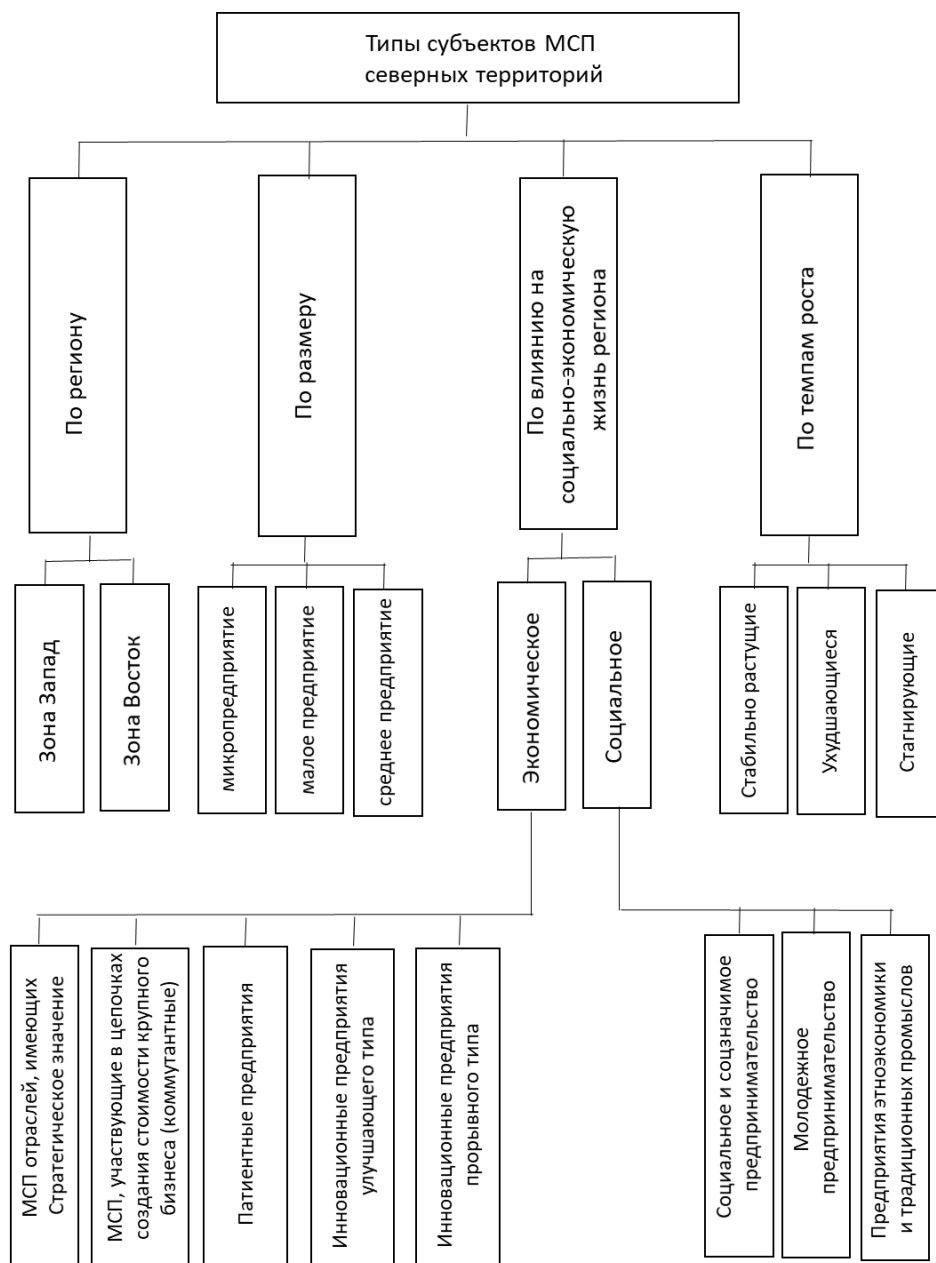 Типы субъектов МСП
северных территорий
По региону
По размеру
По влиянию на
социально-экономическую
жизнь региона
По темпам роста
Зона Запад
Зона Восток
микропредприятие
малое предприятие
среднее предприятие
Экономическое
Социальное
Стабильно растущие
Ухудшающиеся
Стагнирующие
МСП отраслей, имеющих
Стратегическое значение
МСП, участвующие в цепочках
создания стоимости крупного
бизнеса (коммутантные)
Патиентные предприятия
Инновационные предприятия
улучшающего типа
Инновационные предприятия
прорывного типа
Социальное и соцзначимое
предпринимательство
Молодежное
предпринимательство
Предприятия этноэкономики
и традиционных промыслов